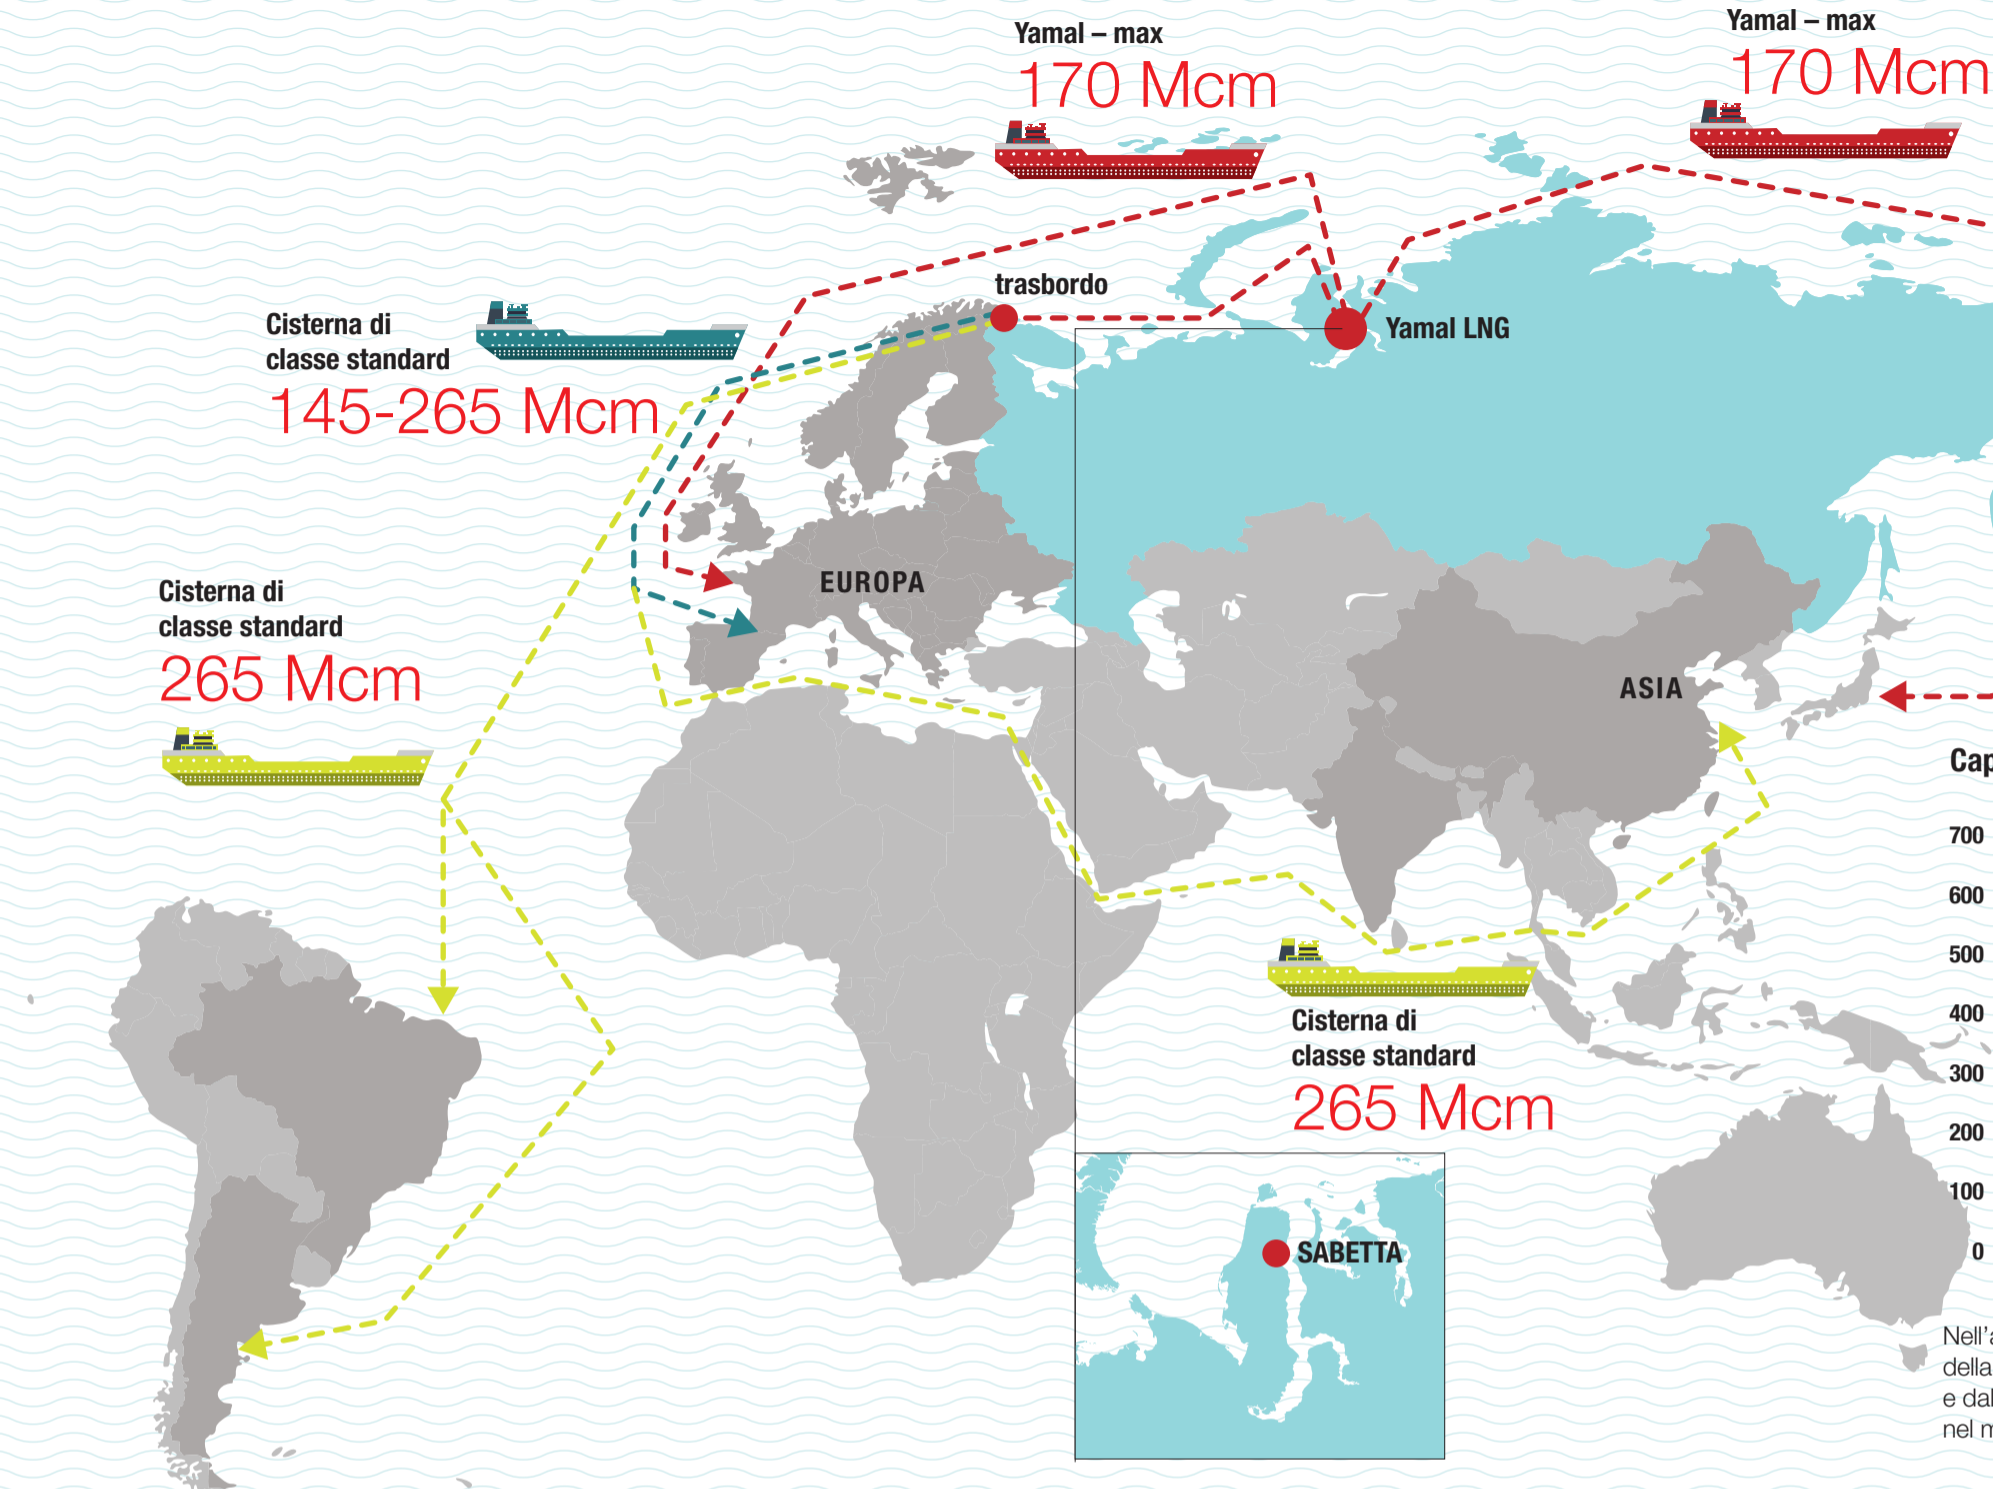 Yamal – max
170 Mcm
Yamal – max
170 Mcm
trasbordo
Yamal LNG
Cisterna di
classe standard
145-265 Mcm
EUROPA
Cisterna di
classe standard
265 Mcm
ASIA
Cisterna di
classe standard
265 Mcm
SABETTA
700
600
500
400
300
200
100
0
della
nel